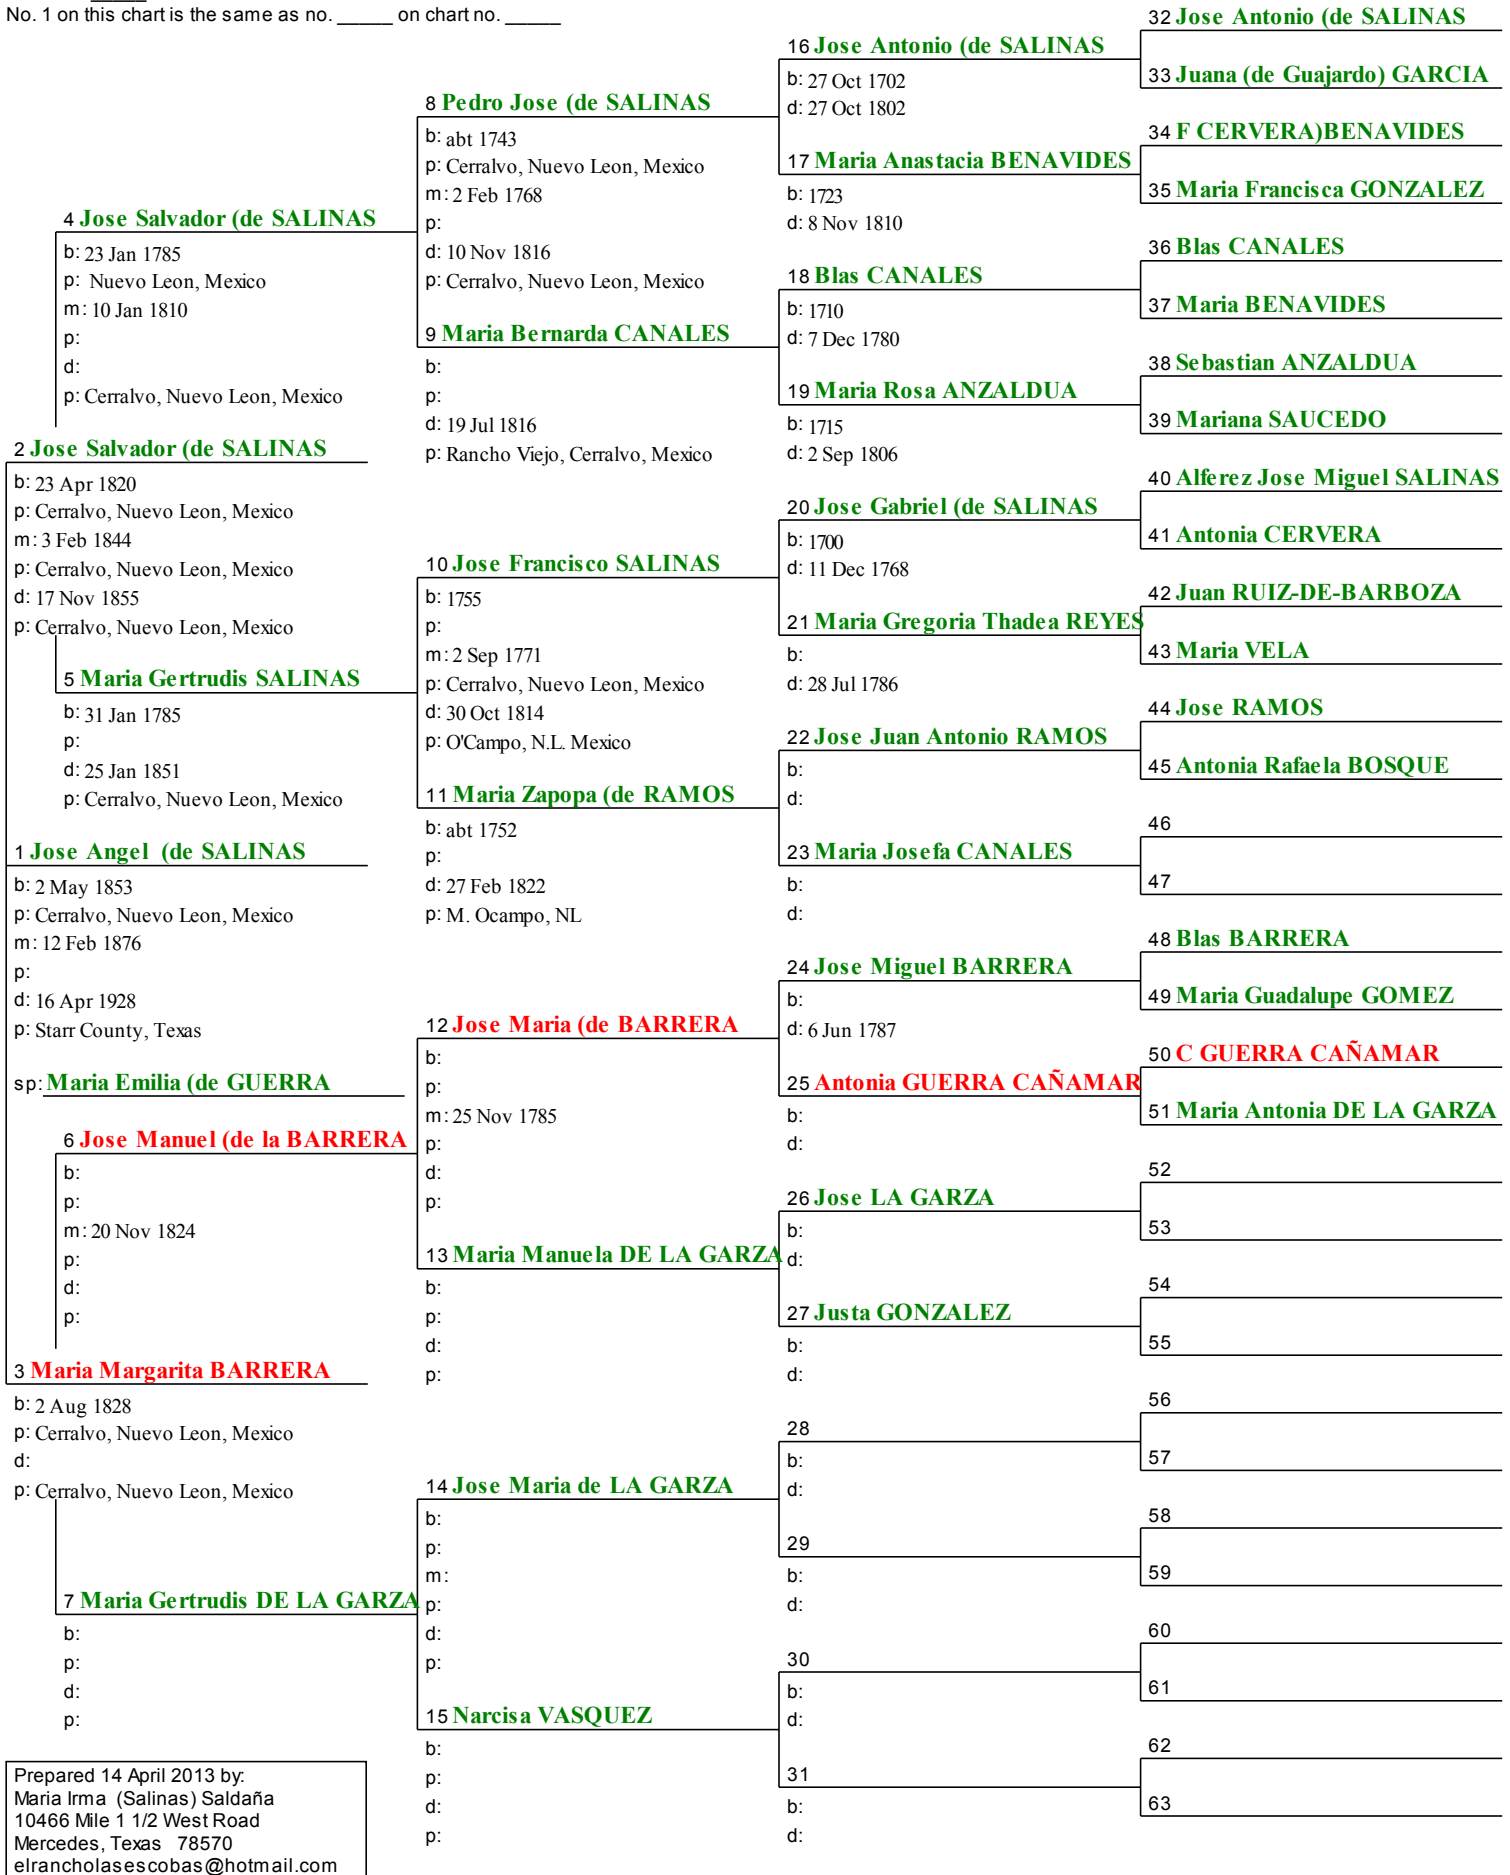 No. 1 on this chart is the same as no. _____ on chart no. _____
2 Jose Salvador (de SALINAS
b: 23 Apr 1820
p: Cerralvo, Nuevo Leon, Mexico
m: 3 Feb 1844
p: Cerralvo, Nuevo Leon, Mexico
d: 17 Nov 1855
p: Cerralvo, Nuevo Leon, Mexico
1 Jose Angel (de SALINAS
b: 2 May 1853
p: Cerralvo, Nuevo Leon, Mexico
m: 12 Feb 1876
p:
d: 16 Apr 1928
p: Starr County, Texas
sp: Maria Emilia (de GUERRA
3 Maria Margarita BARRERA
b: 2 Aug 1828
p: Cerralvo, Nuevo Leon, Mexico
d:
p: Cerralvo, Nuevo Leon, Mexico
4 Jose Salvador (de SALINAS
b: 23 Jan 1785
p: Nuevo Leon, Mexico
m: 10 Jan 1810
p:
d:
p: Cerralvo, Nuevo Leon, Mexico
5 Maria Gertrudis SALINAS
b: 31 Jan 1785
p:
d: 25 Jan 1851
p: Cerralvo, Nuevo Leon, Mexico
6 Jose Manuel (de la BARRERA
b:
p:
m: 20 Nov 1824
p:
d:
p:
7 Maria Gertrudis DE LA GARZA
b:
p:
d:
p:
8 Pedro Jose (de SALINAS
b: abt 1743
p: Cerralvo, Nuevo Leon, Mexico
m: 2 Feb 1768
p:
d: 10 Nov 1816
p: Cerralvo, Nuevo Leon, Mexico
9 Maria Bernarda CANALES
b:
p:
d: 19 Jul 1816
p: Rancho Viejo, Cerralvo, Mexico
10 Jose Francisco SALINAS
b: 1755
p:
m: 2 Sep 1771
p: Cerralvo, Nuevo Leon, Mexico
d: 30 Oct 1814
p: O'Campo, N.L. Mexico
11 Maria Zapopa (de RAMOS
b: abt 1752
p:
d: 27 Feb 1822
p: M. Ocampo, NL
12 Jose Maria (de BARRERA
b:
p:
m: 25 Nov 1785
p:
d:
p:
13 Maria Manuela DE LA GARZA
b:
p:
d:
p:
14 Jose Maria de LA GARZA
b:
p:
m:
p:
d:
p:
15 Narcisa VASQUEZ
b:
p:
d:
p:
16 Jose Antonio (de SALINAS
b: 27 Oct 1702
d: 27 Oct 1802
17 Maria Anastacia BENAVIDES
b: 1723
d: 8 Nov 1810
18 Blas CANALES
b: 1710
d: 7 Dec 1780
19 Maria Rosa ANZALDUA
b: 1715
d: 2 Sep 1806
20 Jose Gabriel (de SALINAS
b: 1700
d: 11 Dec 1768
21 Maria Gregoria Thadea REYES
b:
d: 28 Jul 1786
22 Jose Juan Antonio RAMOS
b:
d:
23 Maria Josefa CANALES
b:
d:
24 Jose Miguel BARRERA
b:
d: 6 Jun 1787
25 Antonia GUERRA CAÑAMAR
b:
d:
26 Jose LA GARZA
b:
d:
27 Justa GONZALEZ
b:
d:
28
b:
d:
29
b:
d:
30
b:
d:
31
b:
d:
32 Jose Antonio (de SALINAS
33 Juana (de Guajardo) GARCIA
34 F CERVERA)BENAVIDES
35 Maria Francisca GONZALEZ
36 Blas CANALES
37 Maria BENAVIDES
38 Sebastian ANZALDUA
39 Mariana SAUCEDO
40 Alferez Jose Miguel SALINAS
41 Antonia CERVERA
42 Juan RUIZ-DE-BARBOZA
43 Maria VELA
44 Jose RAMOS
45 Antonia Rafaela BOSQUE
46
47
48 Blas BARRERA
49 Maria Guadalupe GOMEZ
50 C GUERRA CAÑAMAR
51 Maria Antonia DE LA GARZA
52
53
54
55
56
57
58
59
60
61
62
63
Prepared 14 April 2013 by:
Maria Irma (Salinas) Saldaña
10466 Mile 1 1/2 West Road
Mercedes, Texas 78570
elrancholasescobas@hotmail.com